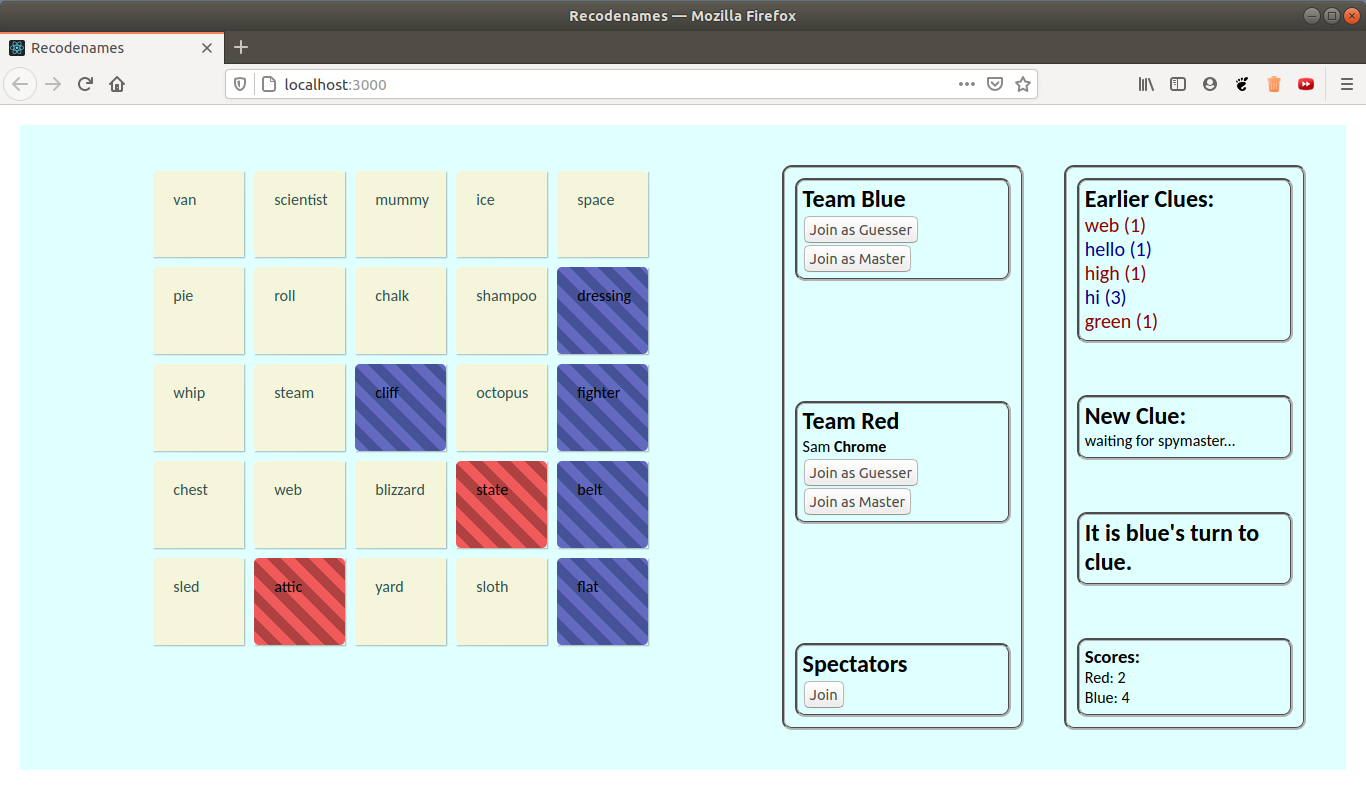 Recodenames — Mozilla Firefox
Recodenames
localhost:3000
van scientist mummy ice space
pie roll chalk shampoo dressing
whip steam cliff octopus fighter
chest web blizzard state belt
sled attic yard sloth flat
Team Blue
Join as Guesser
Join as Master
Team Red
Sam Chrome
Join as Guesser
Join as Master
Spectators
Join
Earlier Clues:
web (1)
hello (1)
high (1)
hi (3)
green (1)
New Clue:
waiting for spymaster...
It is blue's turn to
clue.
Scores:
Red: 2
Blue: 4